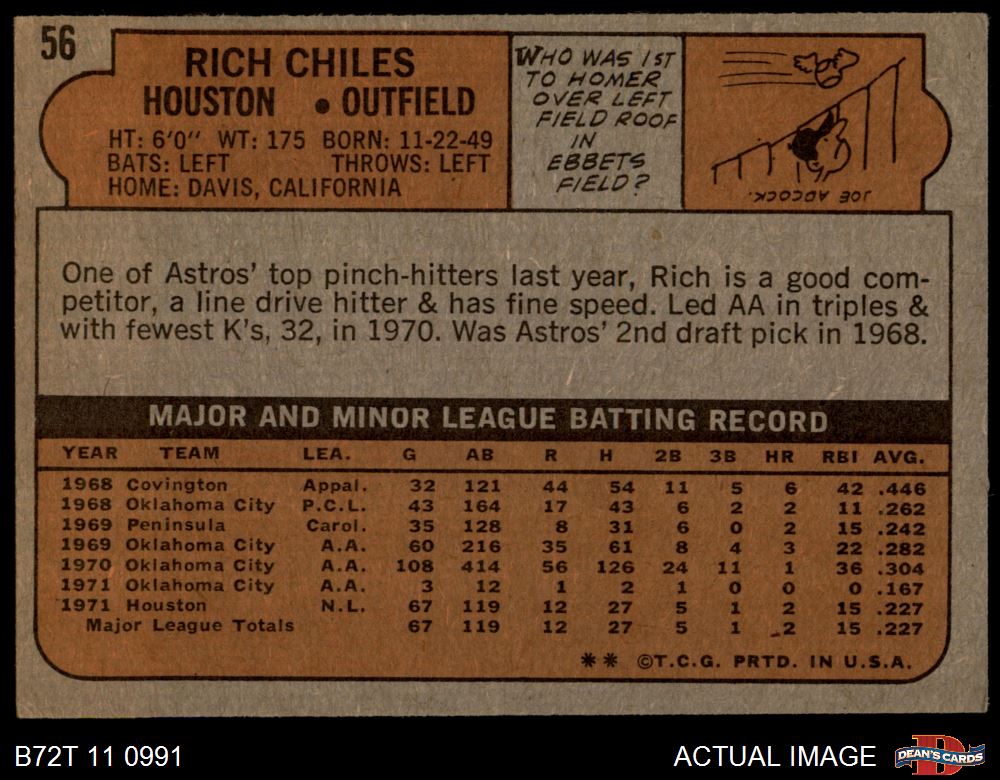 56
RICH CHILES
HOUSTON • OUTFIELD
HT: 6'0" WT: 175 BORN: 11-22-49
BATS: LEFT THROWS: LEFT
HOME: DAVIS, CALIFORNIA
WHO WAS 1ST
TO HOMER
OVER LEFT
FIELD ROOF
IN
EBBETS
FIELD?
JOE ADCOCK.
One of Astros' top pinch-hitters last year, Rich is a good com-
petitor, a line drive hitter & has fine speed. Led AA in triples &
with fewest K's, 32, in 1970. Was Astros' 2nd draft pick in 1968.
MAJOR AND MINOR LEAGUE BATTING RECORD
YEAR TEAM LEA. G AB R H 2B 3B HR RBI AVG.
1968 Covington Appal. 32 121 44 54 11 5 6 42 .446
1968 Oklahoma City P.C.L. 43 164 17 43 6 2 2 11 .262
1969 Peninsula Carol. 35 128 8 31 6 0 2 15 .242
1969 Oklahoma City A.A. 60 216 35 61 8 4 3 22 .282
1970 Oklahoma City A.A. 108 414 56 126 24 11 1 36 .304
1971 Oklahoma City A.A. 3 12 1 2 1 0 0 0 .167
1971 Houston N.L. 67 119 12 27 5 1 2 15 .227
Major League Totals 67 119 12 27 5 1 2 15 .227
** ©T.C.G. PRTD. IN U.S.A.
B72T 11 0991
ACTUAL IMAGE
D
DEAN'S CARDS